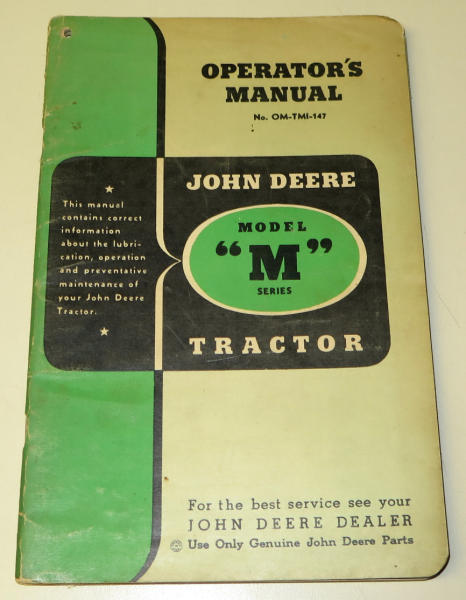 OPERATOR'S
MANUAL
No. OM-TMI-147
JOHN DEERE
MODEL
"M"
SERIES
TRACTOR
This manual
contains correct
information
about the lubri-
cation, operation
and preventative
maintenance of
your John Deere
Tractor.
For the best service see your
JOHN DEERE DEALER
Use Only Genuine John Deere Parts